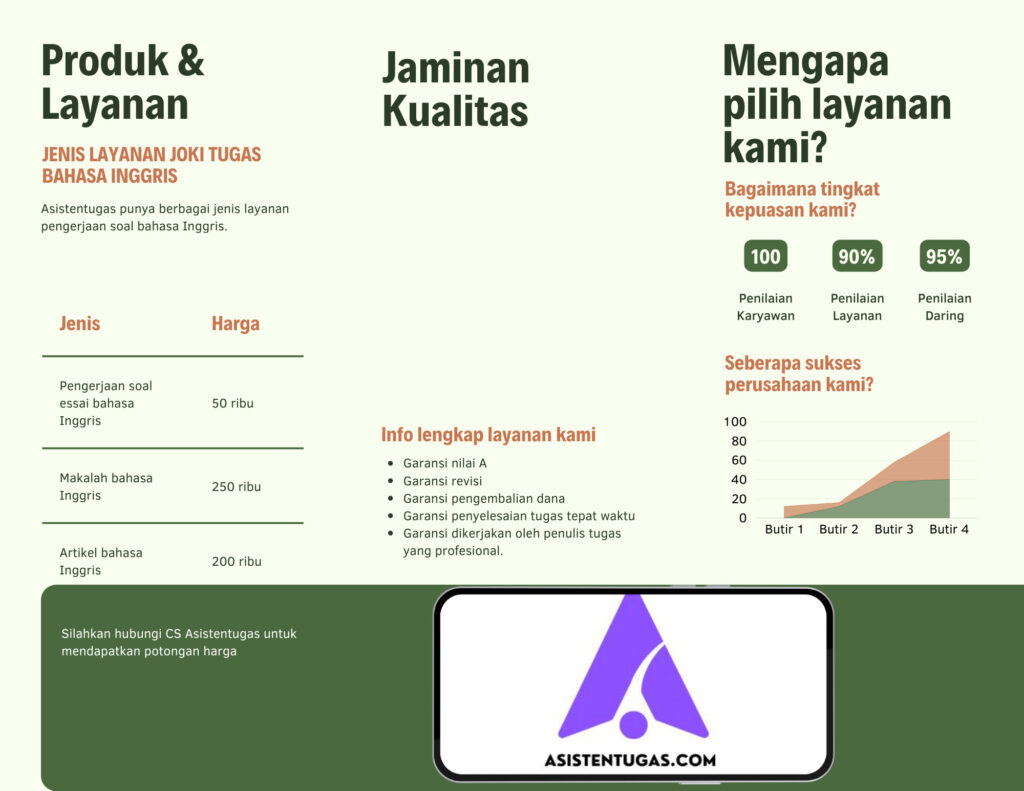 Produk &
Layanan
JENIS LAYANAN JOKI TUGAS
BAHASA INGGRIS
Asistentugas punya berbagai jenis layanan
pengerjaan soal bahasa Inggris.
Jenis Harga
Pengerjaan soal
essai bahasa
Inggris
50 ribu
Makalah bahasa
Inggris
250 ribu
Artikel bahasa
Inggris
200 ribu
Silahkan hubungi CS Asistentugas untuk
mendapatkan potongan harga
Jaminan
Kualitas
Info lengkap layanan kami
• Garansi nilai A
• Garansi revisi
• Garansi pengembalian dana
• Garansi penyelesaian tugas tepat waktu
• Garansi dikerjakan oleh penulis tugas
yang profesional.
ASISTENTUGAS.COM
Mengapa
pilih layanan
kami?
Bagaimana tingkat
kepuasan kami?
100 90% 95%
Penilaian
Karyawan
Penilaian
Layanan
Penilaian
Daring
Seberapa sukses
perusahaan kami?
100
80
60
40
20
0
Butir 1 Butir 2 Butir 3 Butir 4